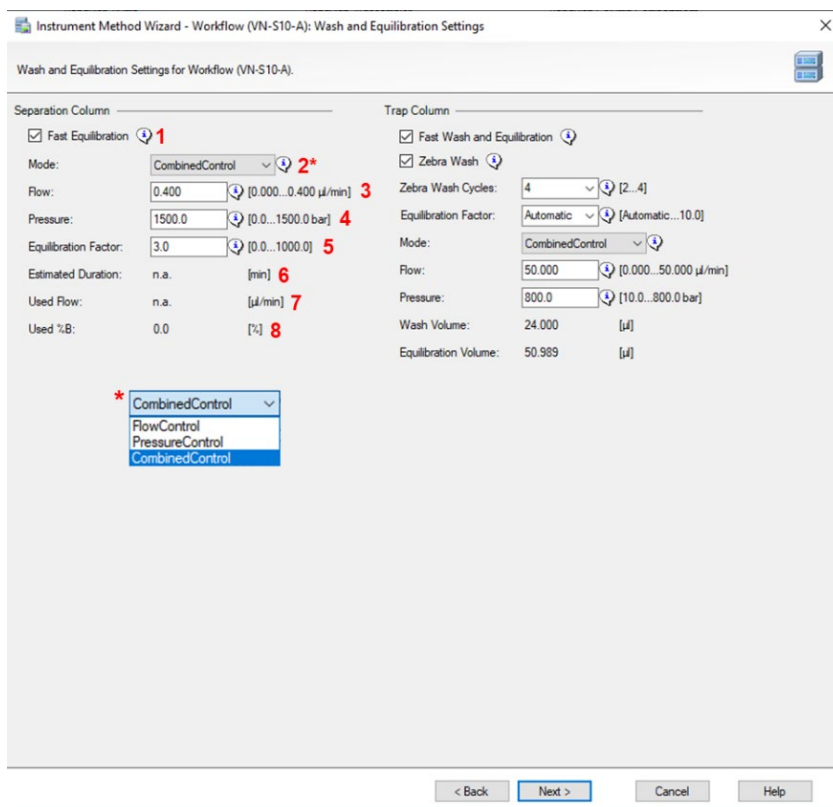 Instrument Method Wizard - Workflow (VN-S10-A): Wash and Equilibration Settings
Wash and Equilibration Settings for Workflow (VN-S10-A).
Separation Column
Fast Equilibration 1
Mode: CombinedControl 2*
Flow: 0.400 [0.000...0.400 µl/min] 3
Pressure: 1500.0 [0.0...1500.0 bar] 4
Equilibration Factor: 3.0 [0.0...1000.0] 5
Estimated Duration: n.a. [min] 6
Used Flow: n.a. [µl/min] 7
Used %B: 0.0 [%] 8
* CombinedControl
FlowControl
PressureControl
CombinedControl
Trap Column
Fast Wash and Equilibration
Zebra Wash
Zebra Wash Cycles: 4 [2...4]
Equilibration Factor: Automatic [Automatic...10.0]
Mode: CombinedControl
Flow: 50.000 [0.000...50.000 µl/min]
Pressure: 800.0 [10.0...800.0 bar]
Wash Volume: 24.000 [µl]
Equilibration Volume: 50.989 [µl]
< Back Next > Cancel Help